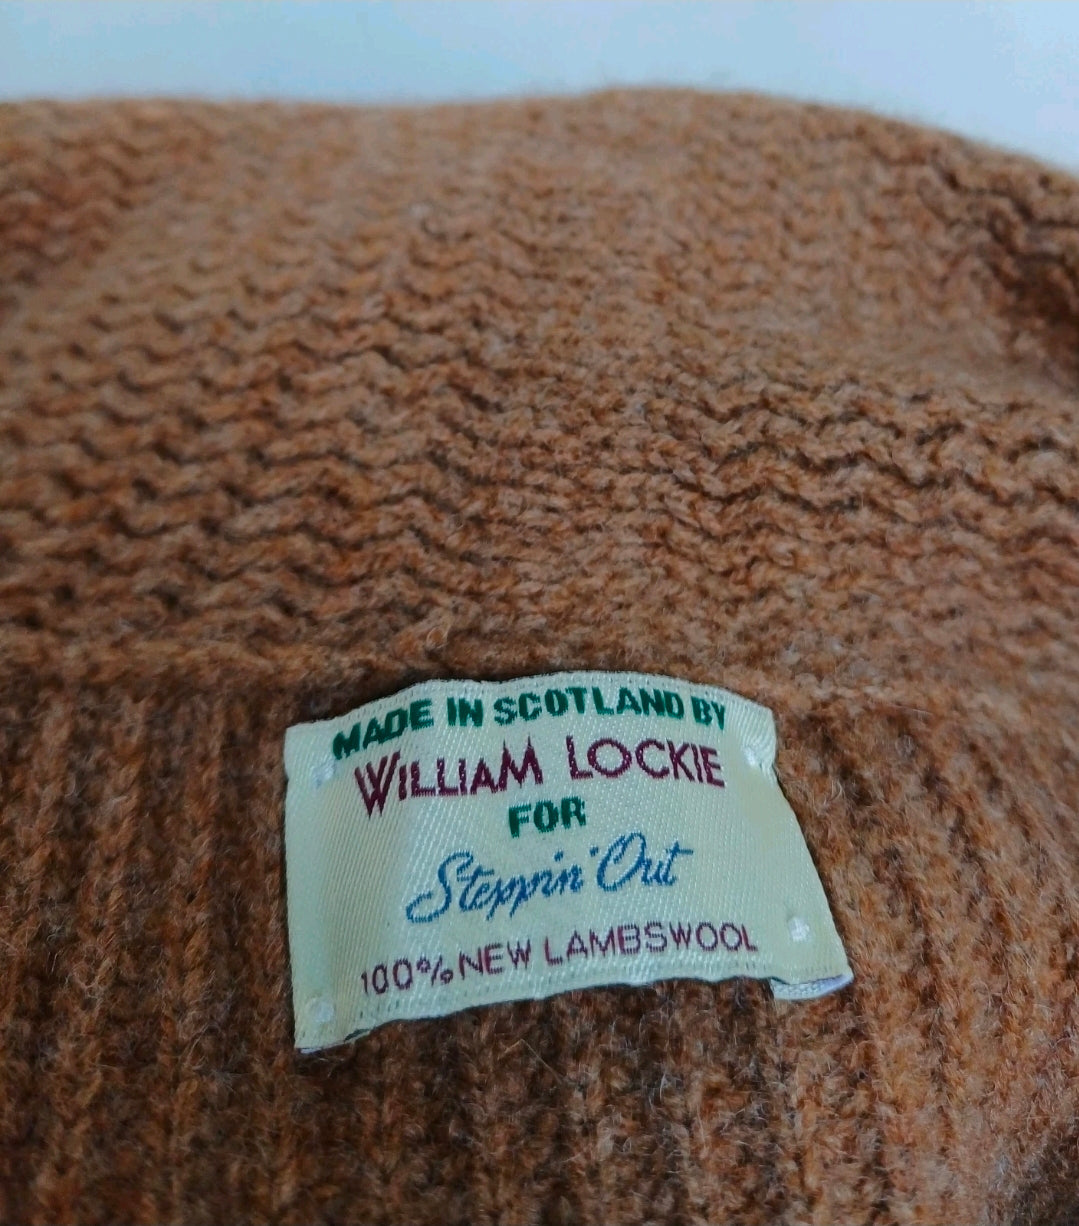 MADE IN SCOTLAND BY
WILLIAM LOCKIE
FOR
Steppin' Out
100% NEW LAMBSWOOL